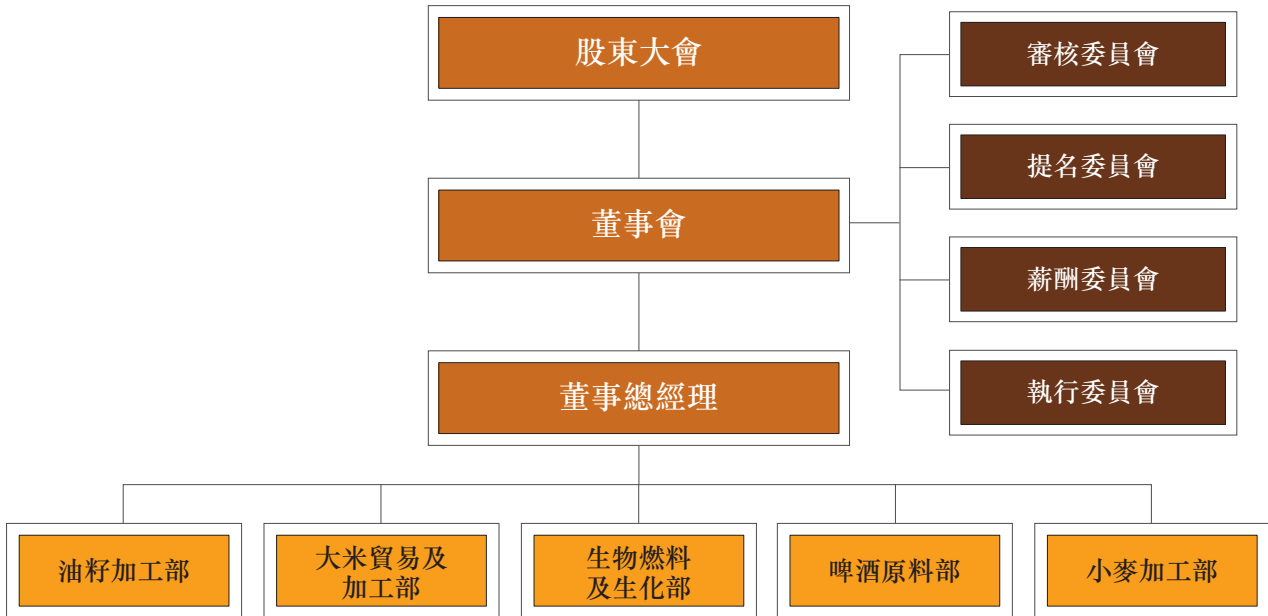 股東大會
審核委員會
提名委員會
董事會
薪酬委員會
董事總經理
執行委員會
油籽加工部
大米貿易及
加工部
生物燃料
及生化部
啤酒原料部
小麥加工部